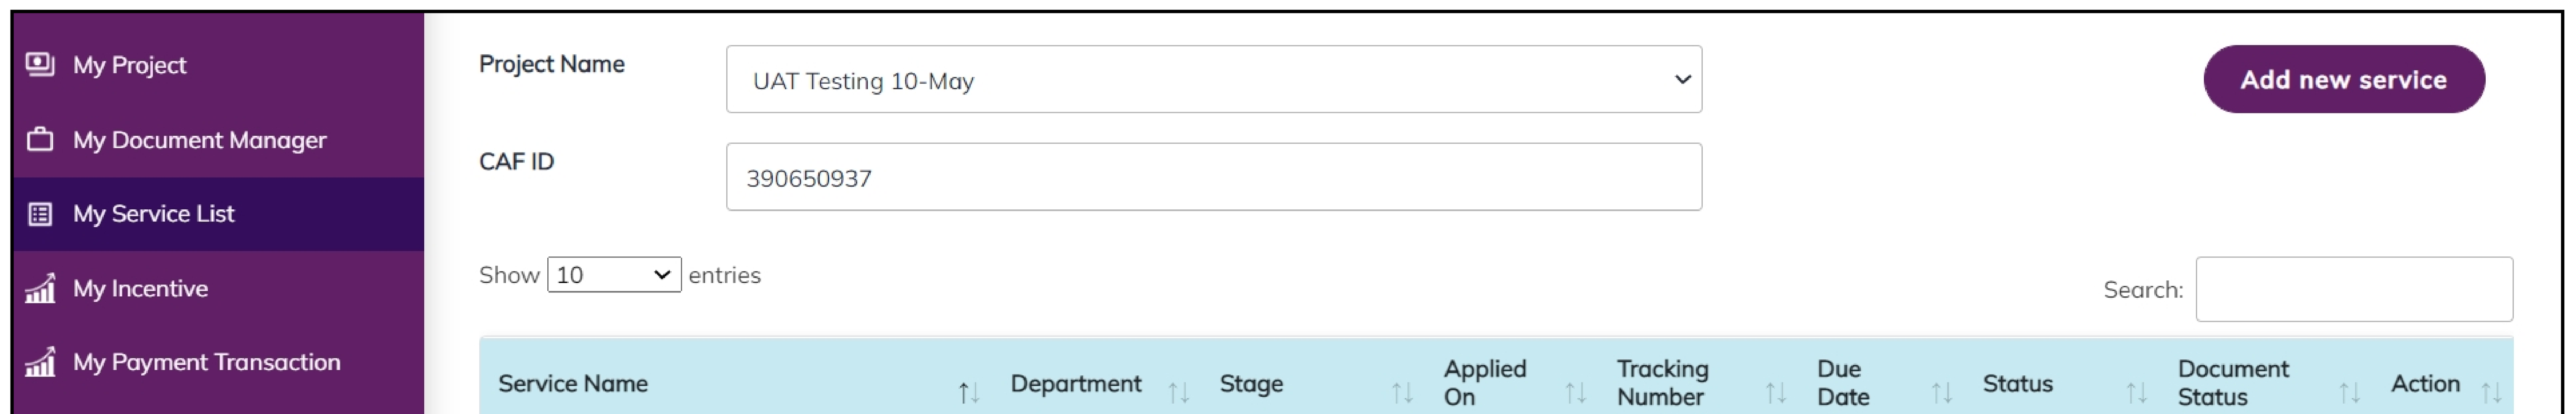 My Project
My Document Manager
My Service List
My Incentive
My Payment Transaction
Project Name
UAT Testing 10-May
Add new service
CAF ID
390650937
Show 10 entries
Search:
Service Name
Department
Stage
Applied
On
Tracking
Number
Due
Date
Status
Document
Status
Action